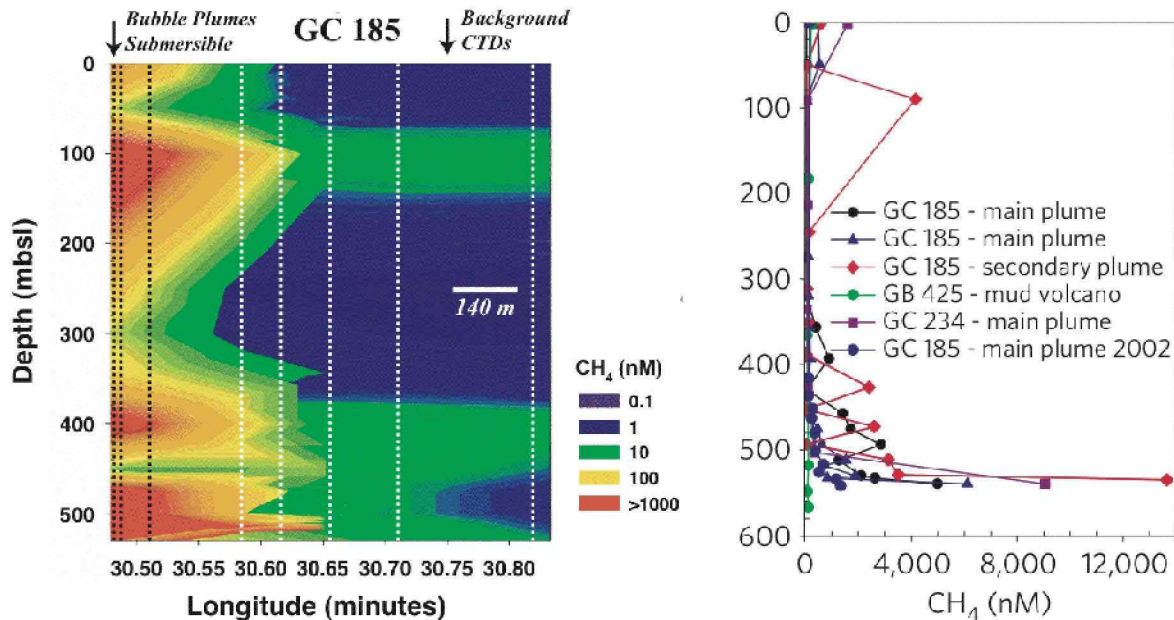 Bubble Plumes
Submersible
GC 185
Background
CTDs
0
100
200
300
400
500
Depth (mbsl)
140 m
CH4 (nM)
0.1
1
10
100
>1000
30.50 30.55 30.60 30.65 30.70 30.75 30.80
Longitude (minutes)
0
100
200
300
400
500
600
GC 185 - main plume
GC 185 - main plume
GC 185 - secondary plume
GB 425 - mud volcano
GC 234 - main plume
GC 185 - main plume 2002
0 4,000 8,000 12,000
CH4 (nM)